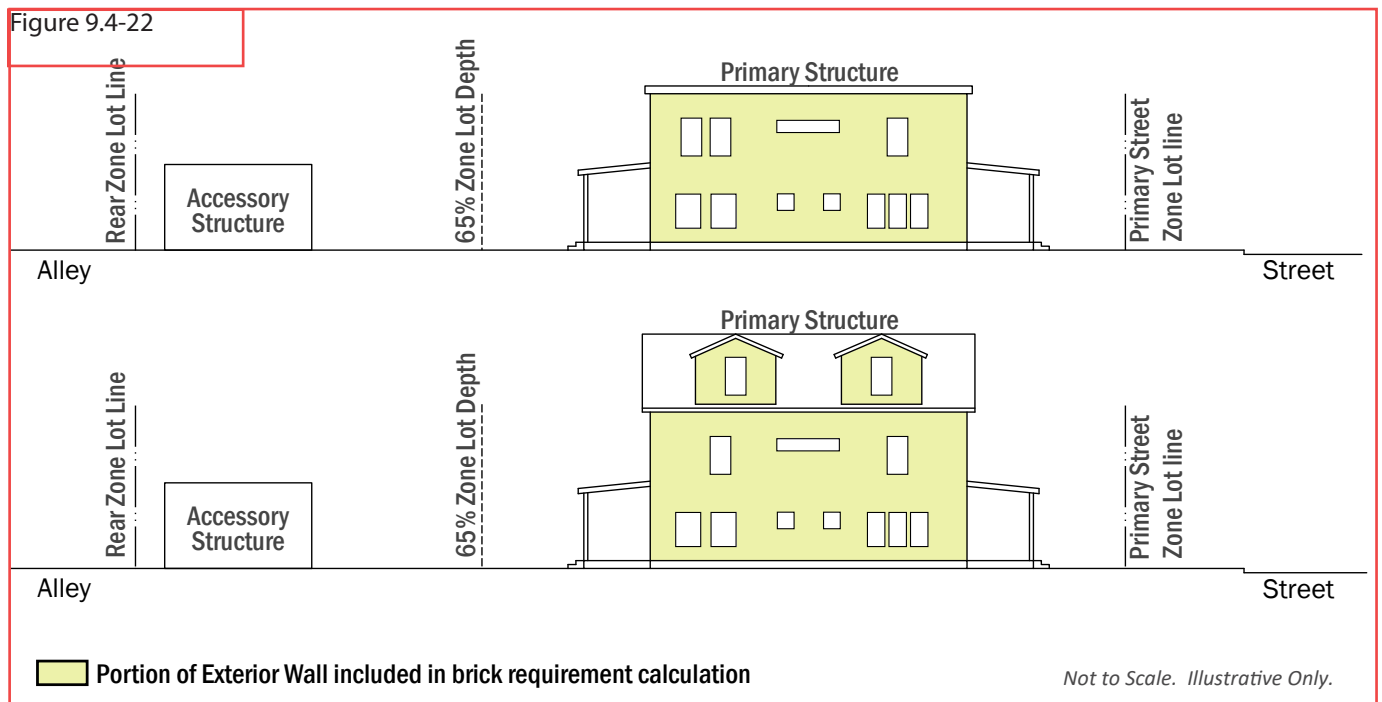 Figure 9.4-22
Rear Zone Lot Line
Accessory
Structure
65% Zone Lot Depth
Primary Structure
Primary Street
Zone Lot line
Alley
Street
Rear Zone Lot Line
Accessory
Structure
65% Zone Lot Depth
Primary Structure
Primary Street
Zone Lot line
Alley
Street
Portion of Exterior Wall included in brick requirement calculation
Not to Scale. Illustrative Only.